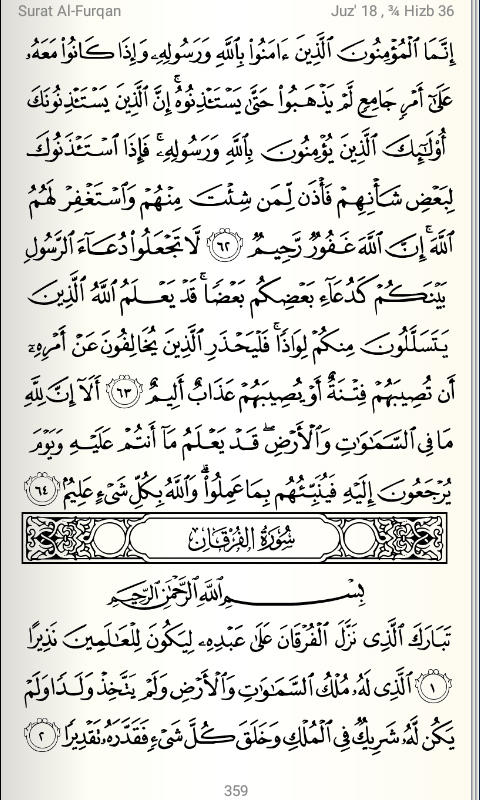 Surat Al-Furqan Juz' 18 , ¾ Hizb 36
إِنَّمَا ٱلْمُؤْمِنُونَ ٱلَّذِينَ ءَامَنُوا۟ بِٱللَّهِ وَرَسُولِهِۦ وَإِذَا كَانُوا۟ مَعَهُۥ
عَلَىٰٓ أَمْرٍ جَامِعٍ لَّمْ يَذْهَبُوا۟ حَتَّىٰ يَسْتَـْٔذِنُوهُ ۚ إِنَّ ٱلَّذِينَ يَسْتَـْٔذِنُونَكَ
أُو۟لَـٰٓئِكَ ٱلَّذِينَ يُؤْمِنُونَ بِٱللَّهِ وَرَسُولِهِۦ ۚ فَإِذَا ٱسْتَـْٔذَنُوكَ
لِبَعْضِ شَأْنِهِمْ فَأْذَن لِّمَن شِئْتَ مِنْهُمْ وَٱسْتَغْفِرْ لَهُمُ
ٱللَّهَ ۚ إِنَّ ٱللَّهَ غَفُورٌ رَّحِيمٌ ٦٢ لَّا تَجْعَلُوا۟ دُعَآءَ ٱلرَّسُولِ
بَيْنَكُمْ كَدُعَآءِ بَعْضِكُم بَعْضًا ۚ قَدْ يَعْلَمُ ٱللَّهُ ٱلَّذِينَ
يَتَسَلَّلُونَ مِنكُمْ لِوَاذًا ۚ فَلْيَحْذَرِ ٱلَّذِينَ يُخَالِفُونَ عَنْ أَمْرِهِۦٓ
أَن تُصِيبَهُمْ فِتْنَةٌ أَوْ يُصِيبَهُمْ عَذَابٌ أَلِيمٌ ٦٣ أَلَآ إِنَّ لِلَّهِ
مَا فِى ٱلسَّمَـٰوَٰتِ وَٱلْأَرْضِ ۖ قَدْ يَعْلَمُ مَآ أَنتُمْ عَلَيْهِ وَيَوْمَ
يُرْجَعُونَ إِلَيْهِ فَيُنَبِّئُهُم بِمَا عَمِلُوا۟ ۗ وَٱللَّهُ بِكُلِّ شَىْءٍ عَلِيمٌۢ ٦٤
سُورَةُ الْفُرْقَانِ
بِسْمِ ٱللَّهِ ٱلرَّحْمَـٰنِ ٱلرَّحِيمِ
تَبَارَكَ ٱلَّذِى نَزَّلَ ٱلْفُرْقَانَ عَلَىٰ عَبْدِهِۦ لِيَكُونَ لِلْعَـٰلَمِينَ نَذِيرًا
١ ٱلَّذِى لَهُۥ مُلْكُ ٱلسَّمَـٰوَٰتِ وَٱلْأَرْضِ وَلَمْ يَتَّخِذْ وَلَدًا وَلَمْ
يَكُن لَّهُۥ شَرِيكٌ فِى ٱلْمُلْكِ وَخَلَقَ كُلَّ شَىْءٍ فَقَدَّرَهُۥ تَقْدِيرًا ٢
359